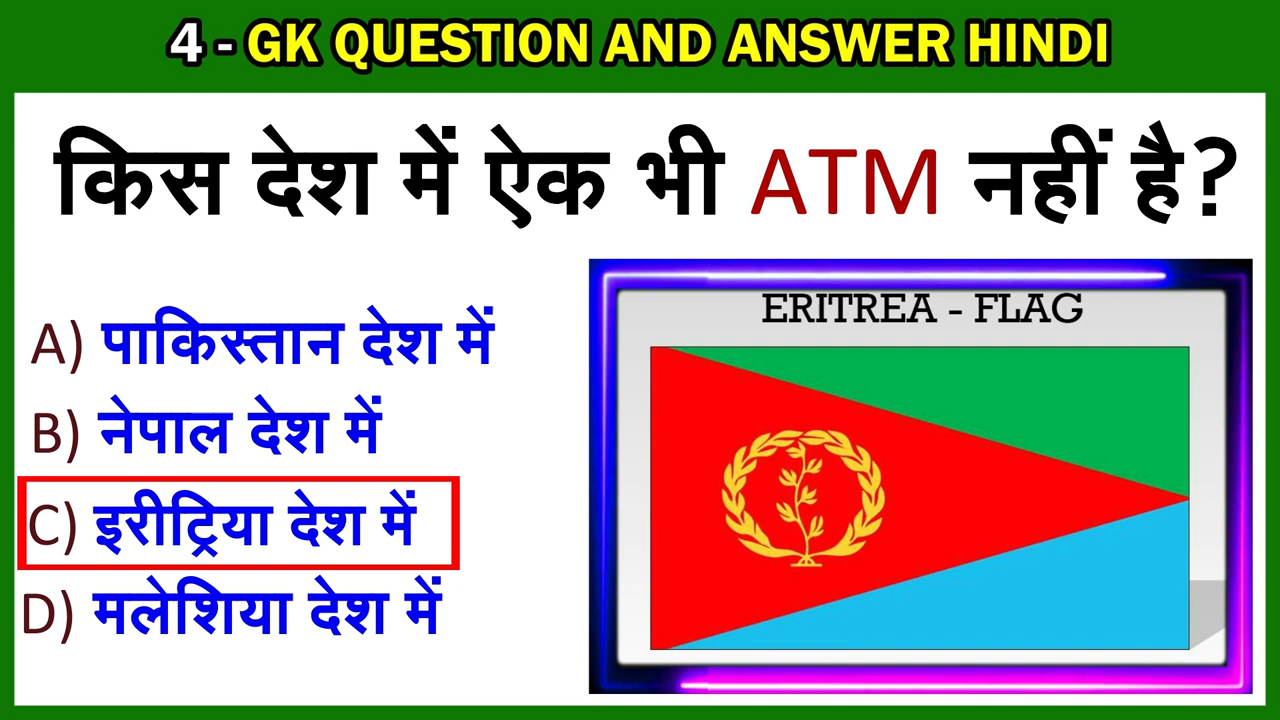 4 - GK QUESTION AND ANSWER HINDI
किस देश में ऐक भी ATM नहीं है?
ERITREA - FLAG
A) पाकिस्तान देश में
B) नेपाल देश में
C) इरीट्रिया देश में
D) मलेशिया देश में